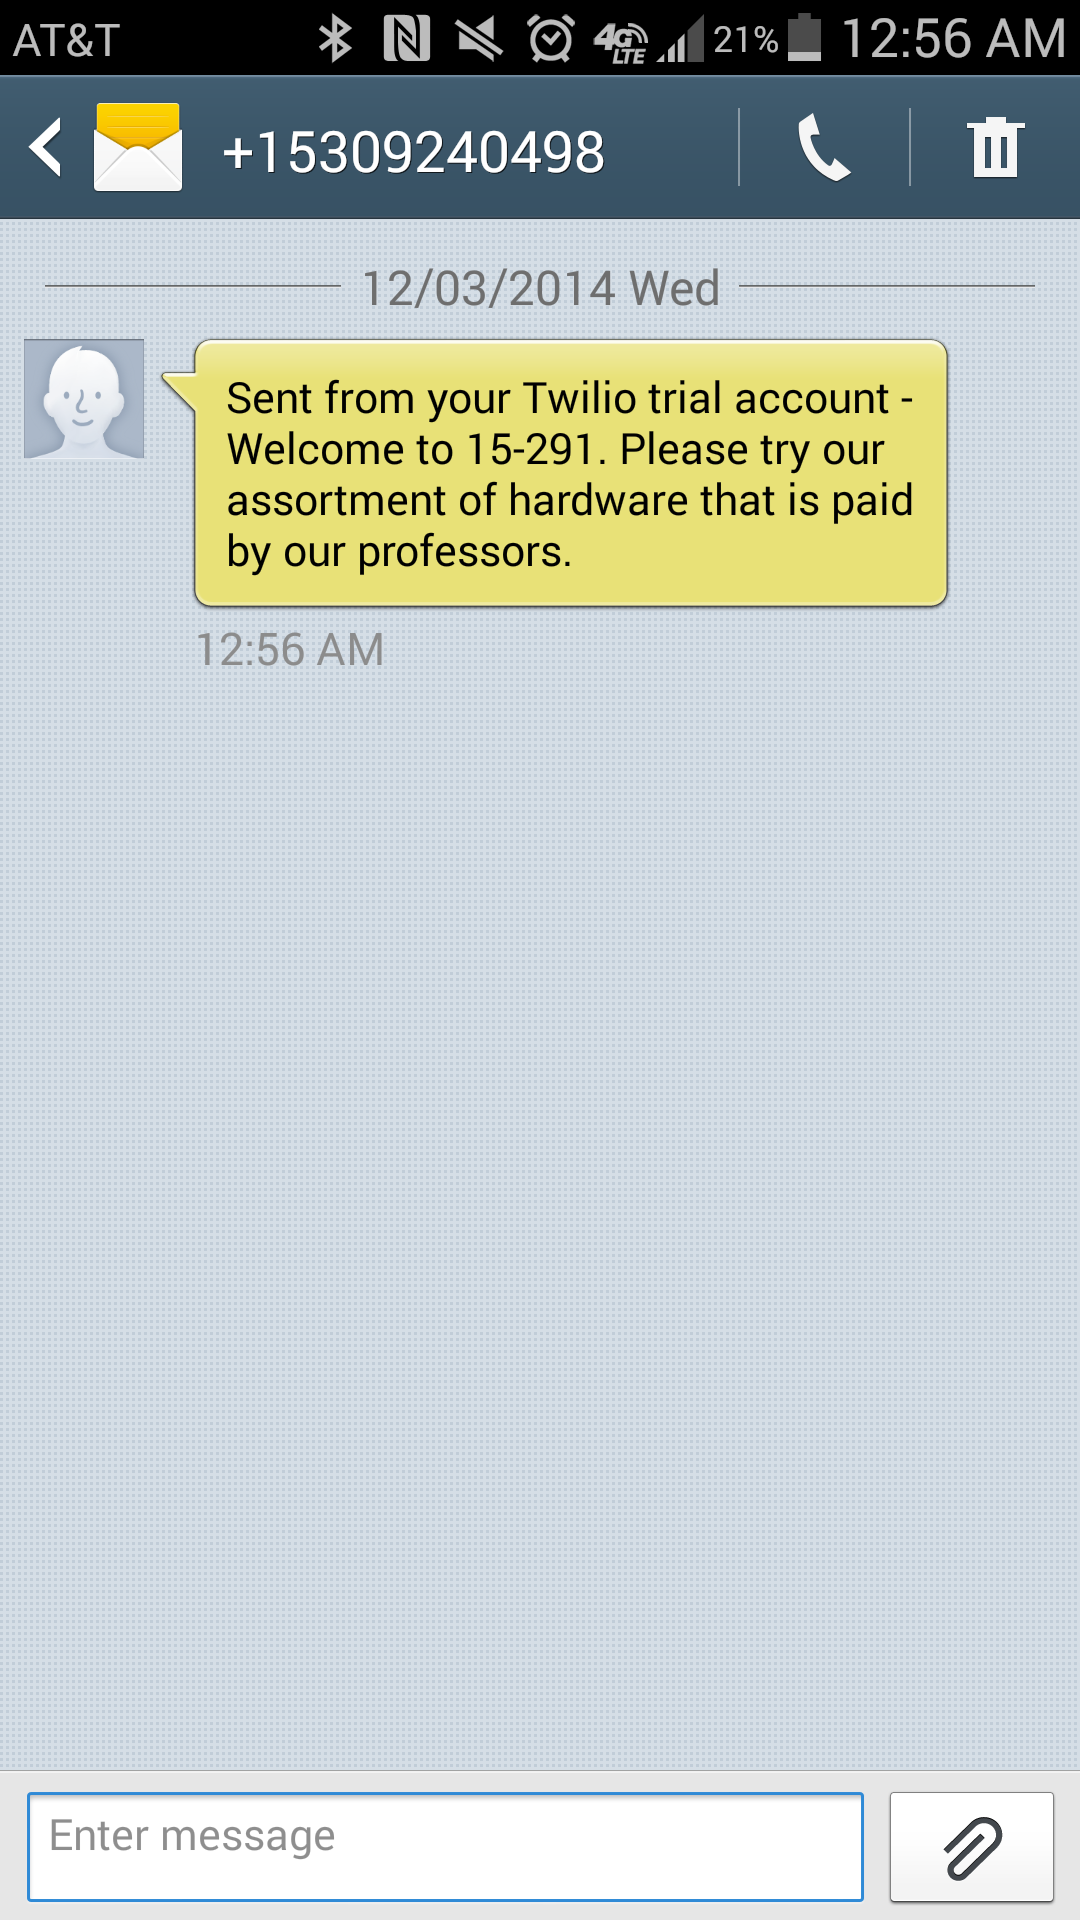 AT&T 4G LTE 21% 12:56 AM
+15309240498
12/03/2014 Wed
Sent from your Twilio trial account -
Welcome to 15-291. Please try our
assortment of hardware that is paid
by our professors.
12:56 AM
Enter message